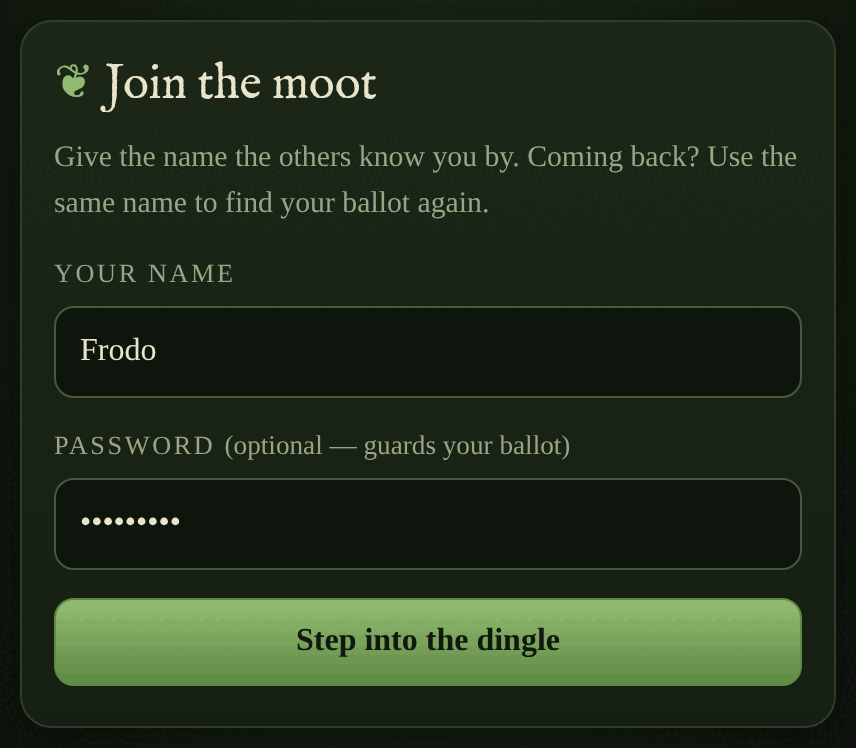 ❦ Join the moot
Give the name the others know you by. Coming back? Use the
same name to find your ballot again.
YOUR NAME
Frodo
PASSWORD (optional — guards your ballot)
•••••••••
Step into the dingle